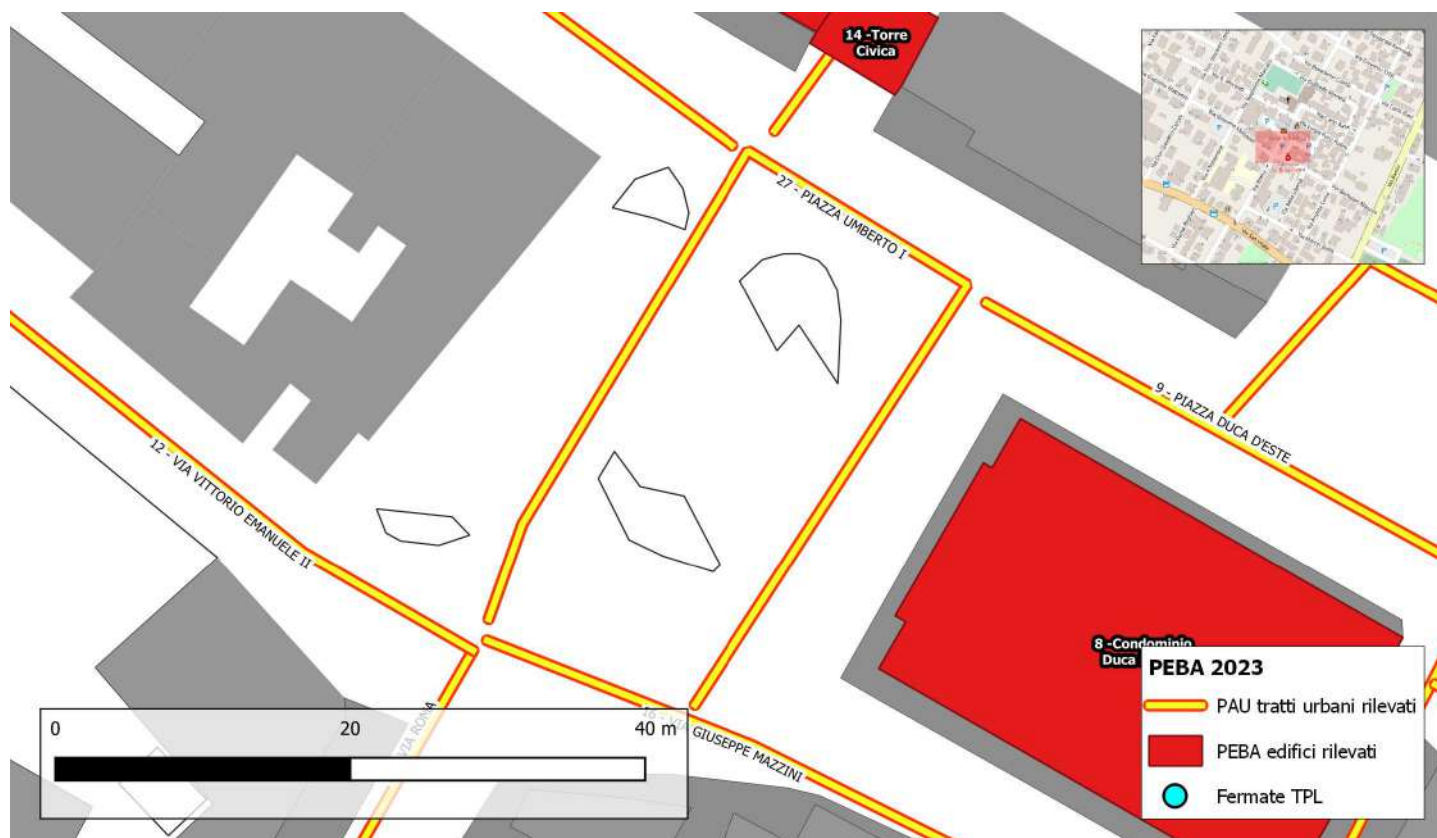 14 -Torre
Civica
27 - PIAZZA UMBERTO I
9 - PIAZZA DUCA D'ESTE
12 - VIA VITTORIO EMANUELE II
8 -Condominio
Duca
16 - VIA GIUSEPPE MAZZINI
VIA ROMA
0 20 40 m
PEBA 2023
PAU tratti urbani rilevati
PEBA edifici rilevati
Fermate TPL